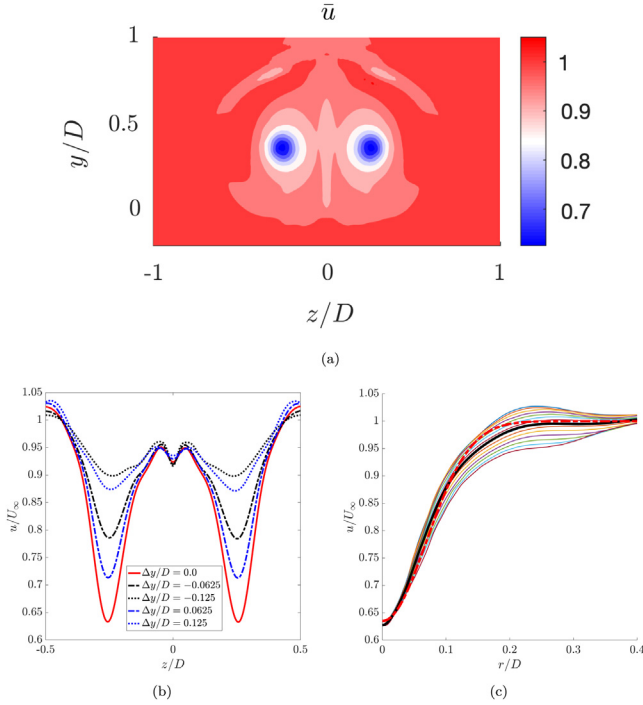 ū
1
0.5
0
y/D
-1
0
1
z/D
1
0.9
0.8
0.7
(a)
1.05
1
0.95
0.9
0.85
0.8
0.75
0.7
0.65
0.6
u/U∞
Δy/D = 0.0
Δy/D = −0.0625
Δy/D = −0.125
Δy/D = 0.0625
Δy/D = 0.125
-0.5
0
0.5
z/D
(b)
1.05
1
0.95
0.9
0.85
0.8
0.75
0.7
0.65
0.6
u/U∞
0
0.1
0.2
0.3
0.4
r/D
(c)